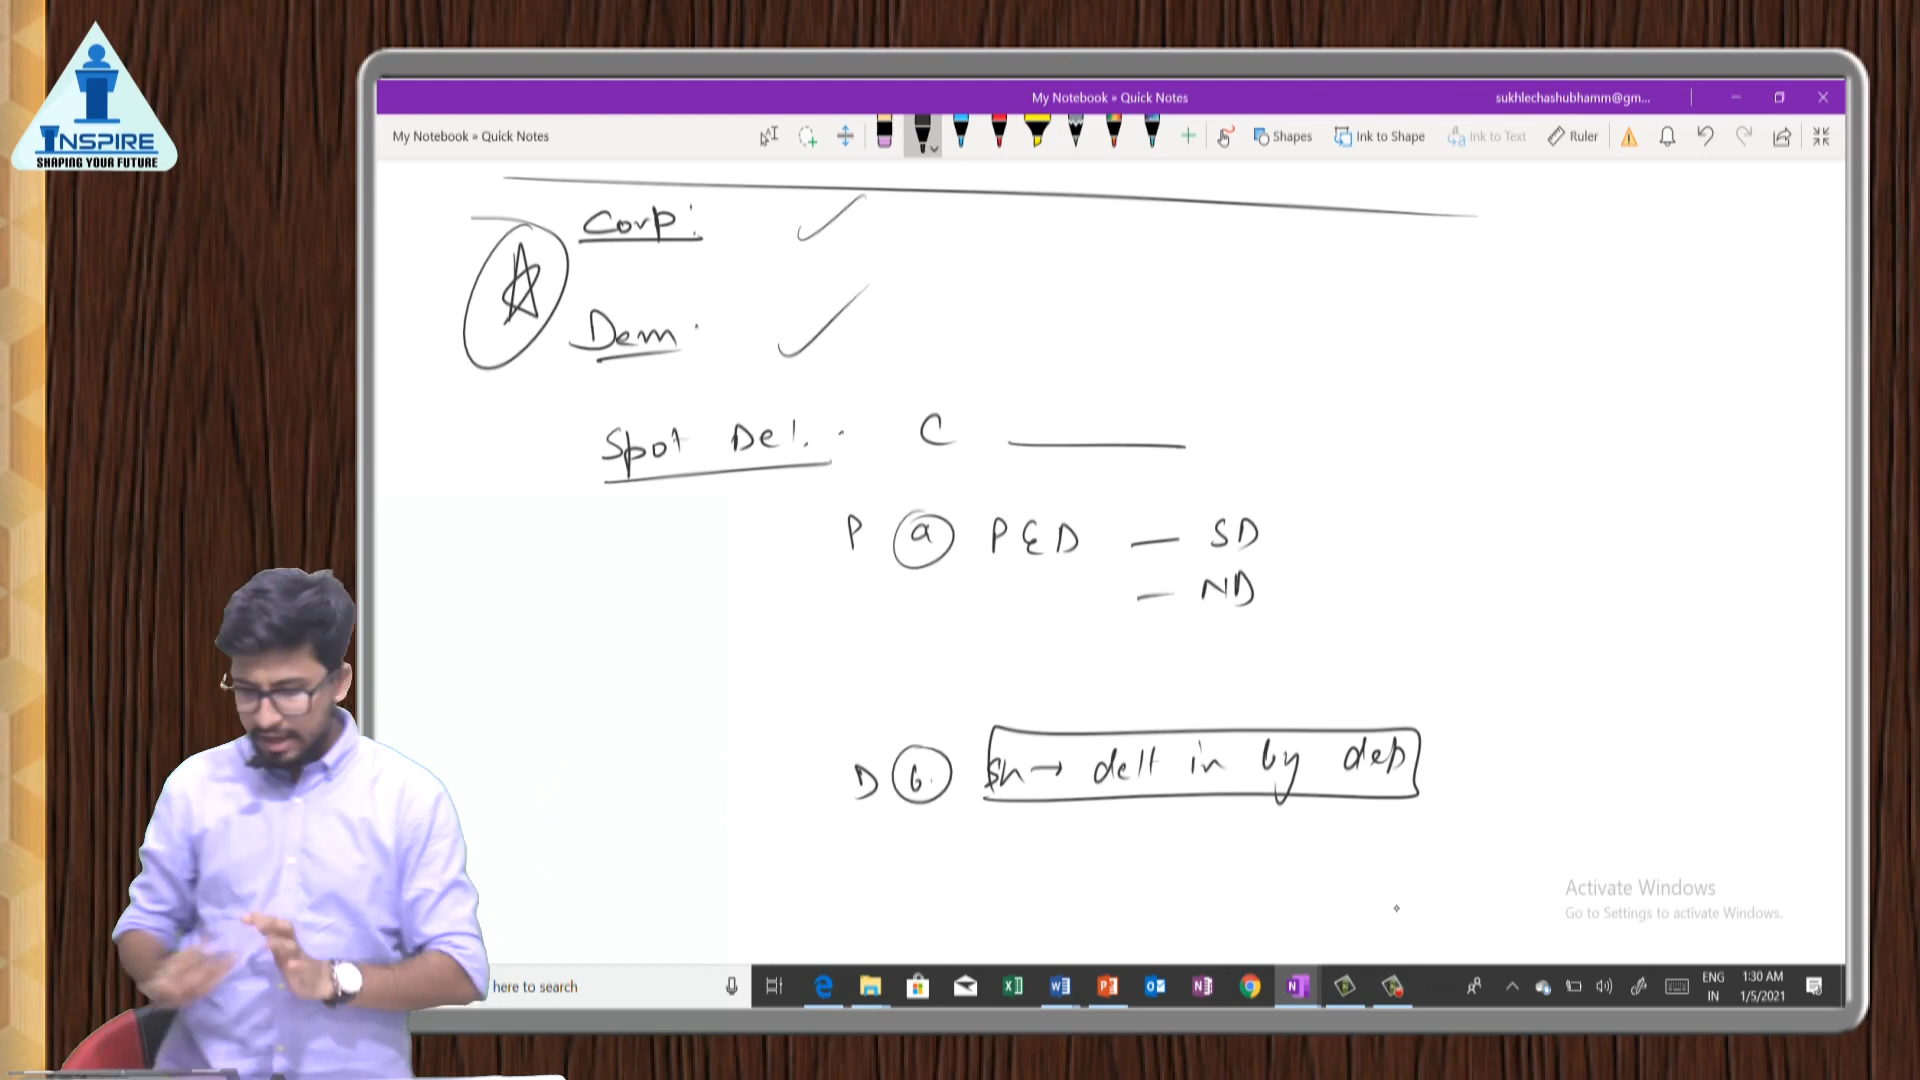 INSPIRE
SHAPING YOUR FUTURE
My Notebook » Quick Notes
sukhlechashubhamm@gm...
My Notebook » Quick Notes
Shapes
Ink to Shape
Ink to Text
Ruler
Corp:
Dem.
Spot Del. C
P a P & D — SD
— ND
D b. sh → delt in by dep
Activate Windows
Go to Settings to activate Windows.
here to search
ENG
IN
1:30 AM
1/5/2021